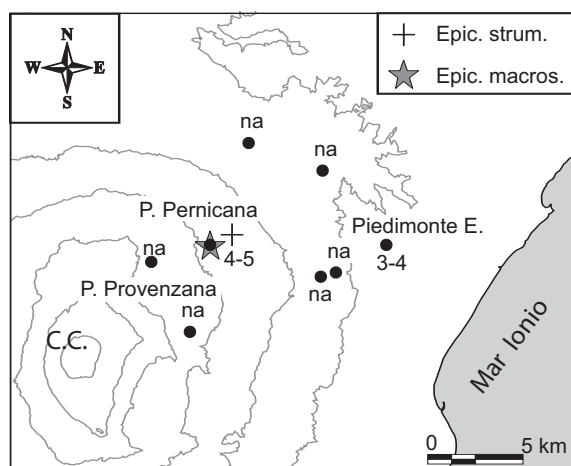 N
W E
S
Epic. strum.
Epic. macros.
na
na
P. Pernicana
Piedimonte E.
4-5
3-4
na
na
na
P. Provenzana
na
C.C.
Mar Ionio
0 5 km